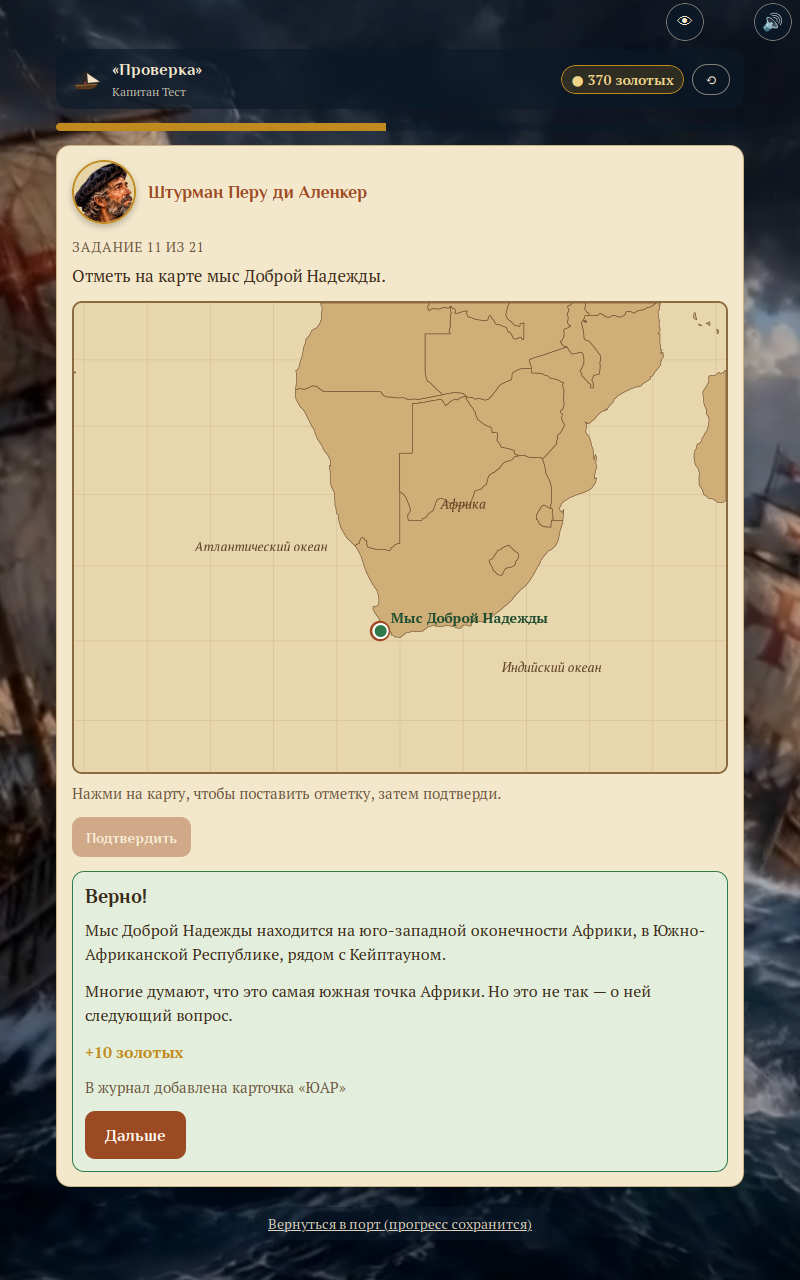 «Проверка»
Капитан Тест
370 золотых
Штурман Перу ди Аленкер
ЗАДАНИЕ 11 ИЗ 21
Отметь на карте мыс Доброй Надежды.
Африка
Атлантический океан
Мыс Доброй Надежды
Индийский океан
Нажми на карту, чтобы поставить отметку, затем подтверди.
Подтвердить
Верно!
Мыс Доброй Надежды находится на юго-западной оконечности Африки, в Южно-
Африканской Республике, рядом с Кейптауном.
Многие думают, что это самая южная точка Африки. Но это не так — о ней
следующий вопрос.
+10 золотых
В журнал добавлена карточка «ЮАР»
Дальше
Вернуться в порт (прогресс сохранится)